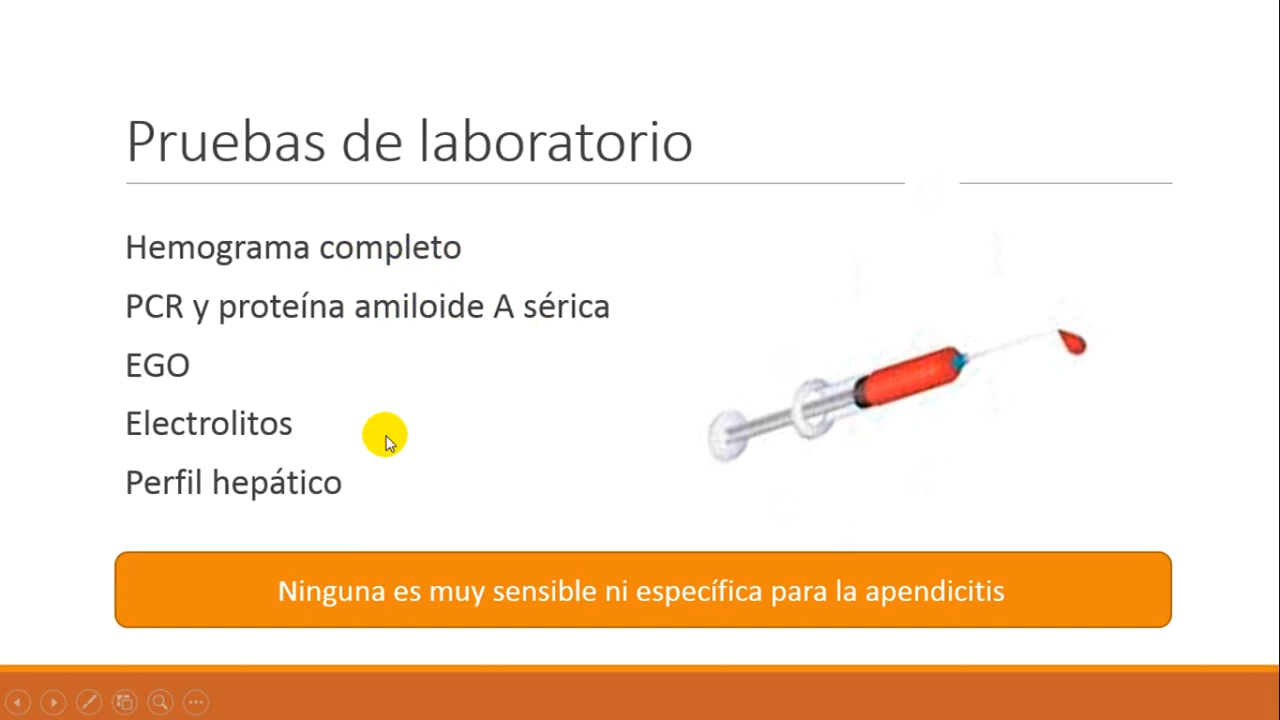 Pruebas de laboratorio
Hemograma completo
PCR y proteína amiloide A sérica
EGO
Electrolitos
Perfil hepático
Ninguna es muy sensible ni específica para la apendicitis